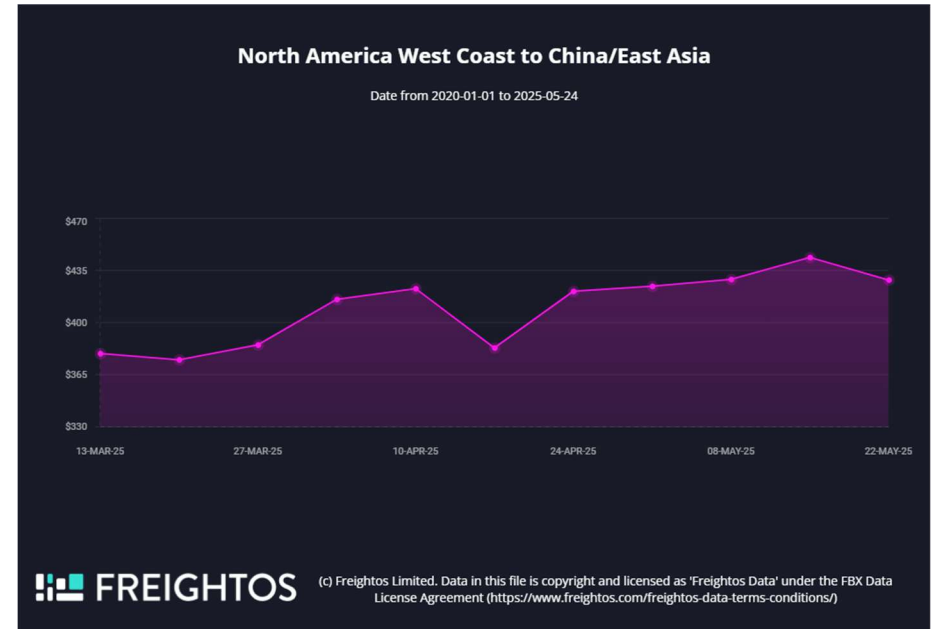 North America West Coast to China/East Asia
Date from 2020-01-01 to 2025-05-24
$470
$435
$400
$365
$330
13-MAR-25
27-MAR-25
10-APR-25
24-APR-25
08-MAY-25
22-MAY-25
FREIGHTOS
(c) Freightos Limited. Data in this file is copyright and licensed as 'Freightos Data' under the FBX Data
License Agreement (https://www.freightos.com/freightos-data-terms-conditions/)